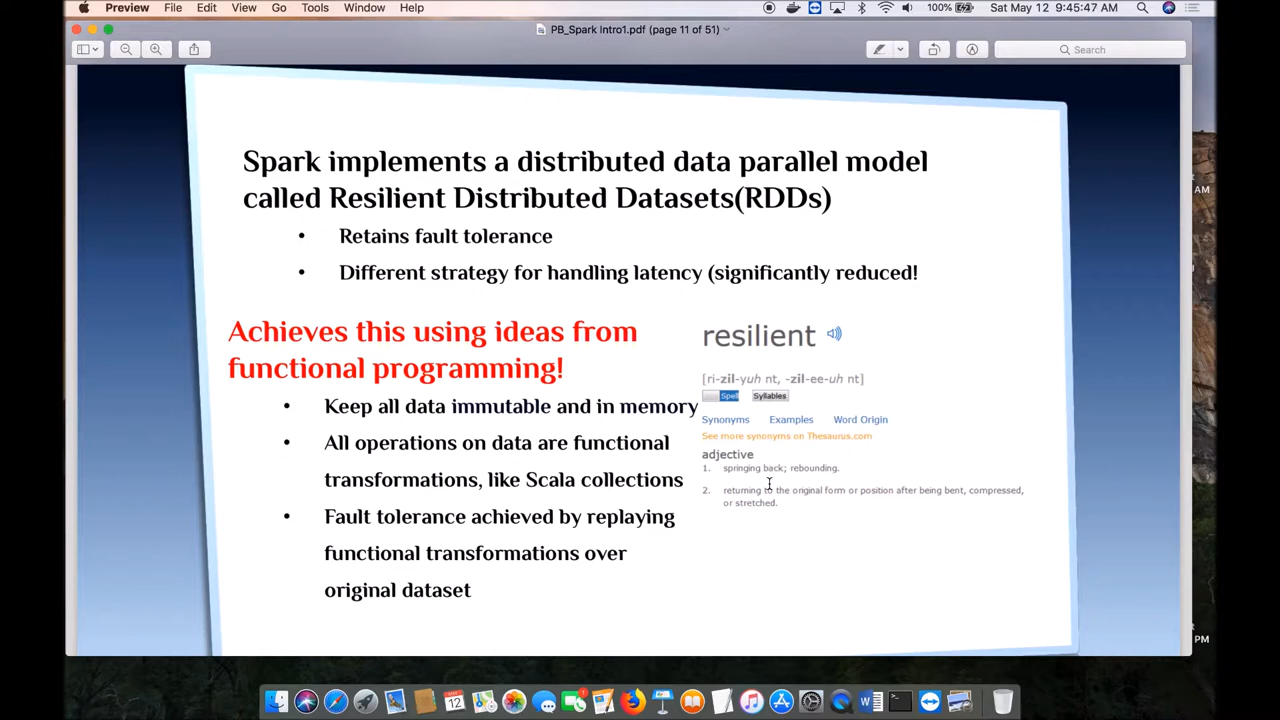 Preview File Edit View Go Tools Window Help 100% Sat May 12 9:45:47 AM
PB_Spark Intro1.pdf (page 11 of 51)
Search
Spark implements a distributed data parallel model
called Resilient Distributed Datasets(RDDs)
• Retains fault tolerance
• Different strategy for handling latency (significantly reduced!
Achieves this using ideas from
functional programming!
• Keep all data immutable and in memory
• All operations on data are functional
transformations, like Scala collections
• Fault tolerance achieved by replaying
functional transformations over
original dataset
resilient
[ri-zil-yuh nt, -zil-ee-uh nt]
Spell Syllables
Synonyms Examples Word Origin
See more synonyms on Thesaurus.com
adjective
1. springing back; rebounding.
2. returning to the original form or position after being bent, compressed,
or stretched.
AM
PM
12